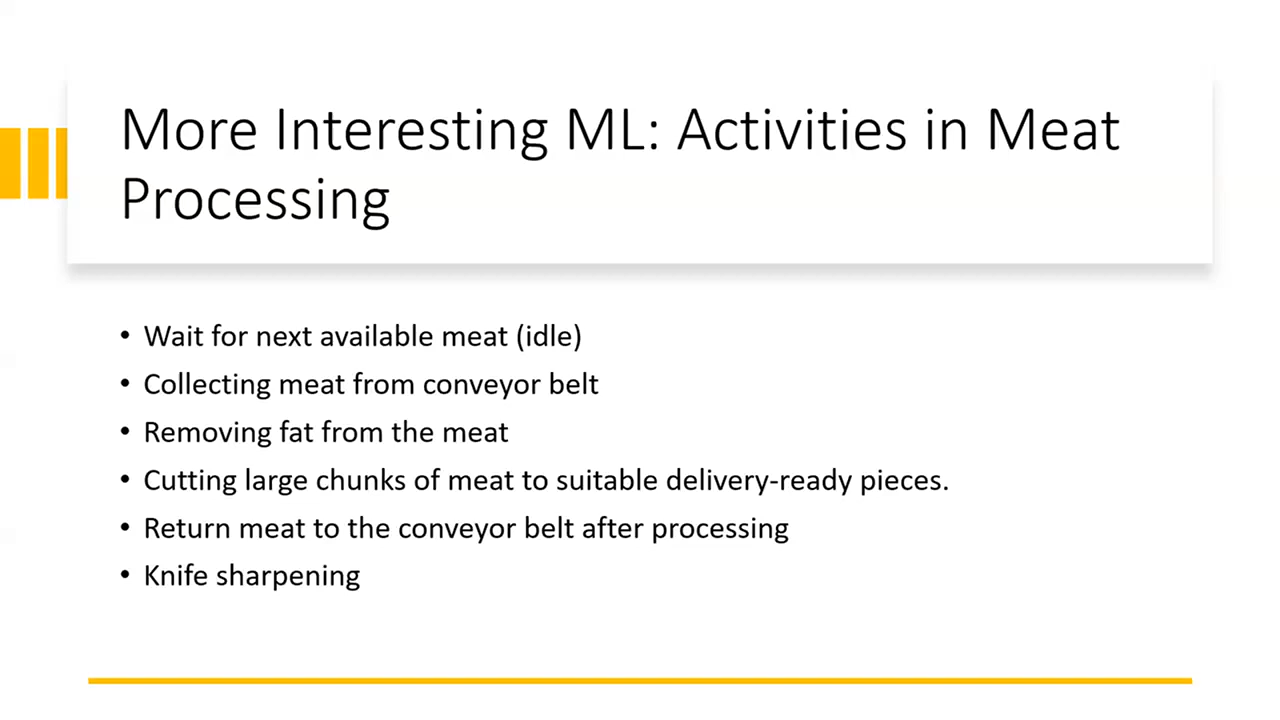 More Interesting ML: Activities in Meat
Processing
• Wait for next available meat (idle)
• Collecting meat from conveyor belt
• Removing fat from the meat
• Cutting large chunks of meat to suitable delivery-ready pieces.
• Return meat to the conveyor belt after processing
• Knife sharpening